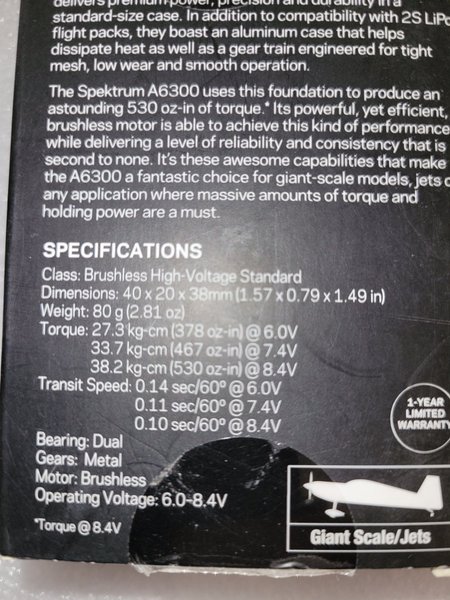 delivers premium power, precision and durability in a
standard-size case. In addition to compatibility with 2S LiPo
flight packs, they boast an aluminum case that helps
dissipate heat as well as a gear train engineered for tight
mesh, low wear and smooth operation.
The Spektrum A6300 uses this foundation to produce an
astounding 530 oz-in of torque.* Its powerful, yet efficient,
brushless motor is able to achieve this kind of performance
while delivering a level of reliability and consistency that is
second to none. It's these awesome capabilities that make
the A6300 a fantastic choice for giant-scale models, jets o
any application where massive amounts of torque and
holding power are a must.
SPECIFICATIONS
Class: Brushless High-Voltage Standard
Dimensions: 40 x 20 x 38mm (1.57 x 0.79 x 1.49 in)
Weight: 80 g (2.81 oz)
Torque: 27.3 kg-cm (378 oz-in) @ 6.0V
33.7 kg-cm (467 oz-in) @ 7.4V
38.2 kg-cm (530 oz-in) @ 8.4V
Transit Speed: 0.14 sec/60° @ 6.0V
0.11 sec/60° @ 7.4V
0.10 sec/60° @ 8.4V
Bearing: Dual
Gears: Metal
Motor: Brushless
Operating Voltage: 6.0-8.4V
*Torque @ 8.4V
1-YEAR
LIMITED
WARRANTY
Giant Scale/Jets